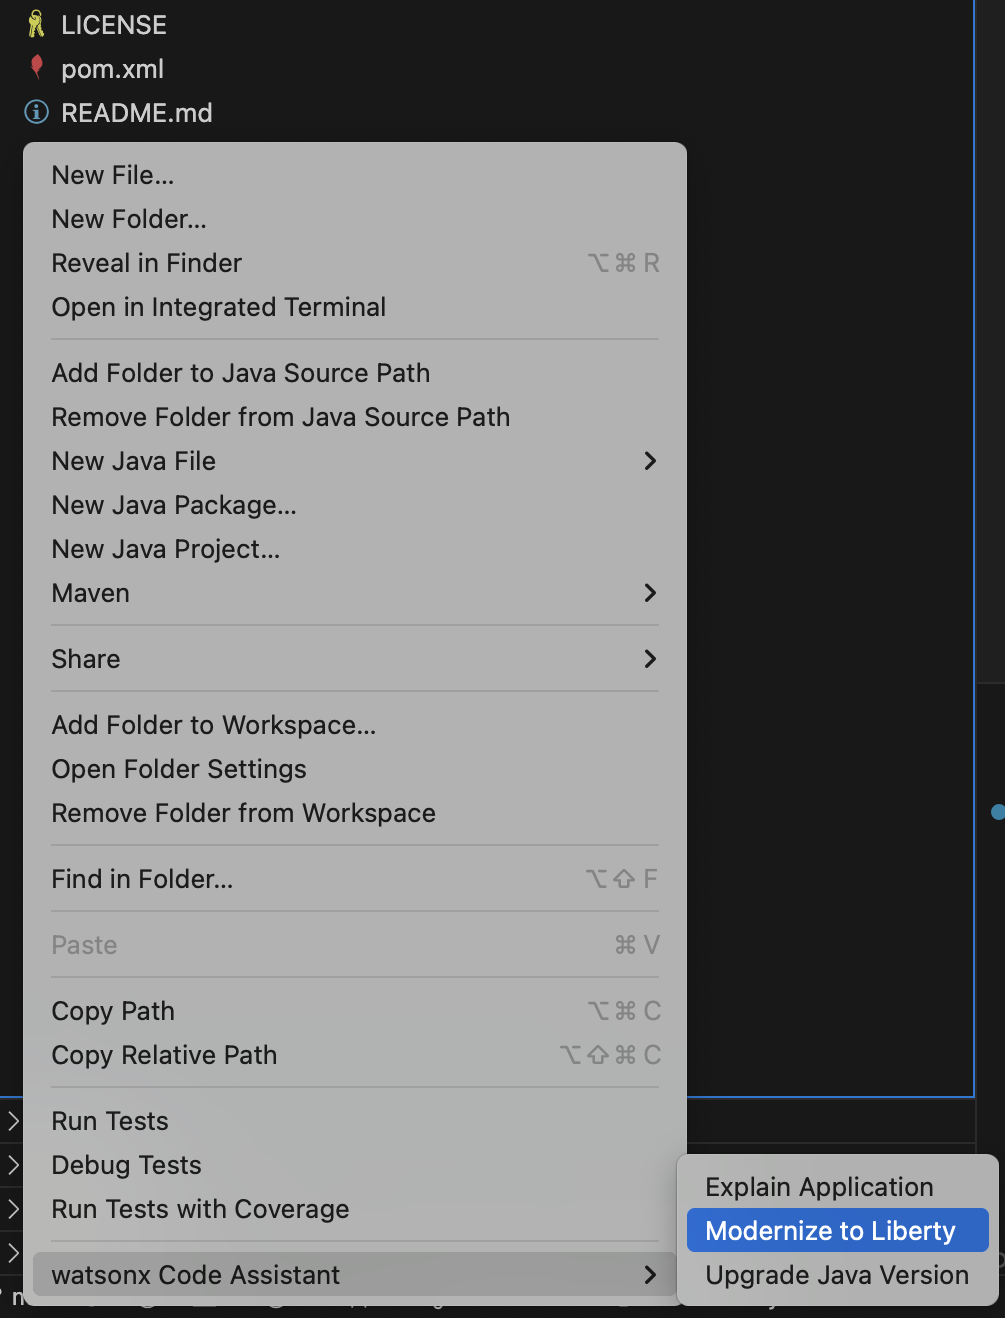 LICENSE
pom.xml
README.md
New File...
New Folder...
Reveal in Finder ⌥⌘R
Open in Integrated Terminal
Add Folder to Java Source Path
Remove Folder from Java Source Path
New Java File
New Java Package...
New Java Project...
Maven
Share
Add Folder to Workspace...
Open Folder Settings
Remove Folder from Workspace
Find in Folder... ⌥⇧F
Paste ⌘V
Copy Path ⌥⌘C
Copy Relative Path ⌥⇧⌘C
Run Tests
Debug Tests
Run Tests with Coverage
watsonx Code Assistant
Explain Application
Modernize to Liberty
Upgrade Java Version